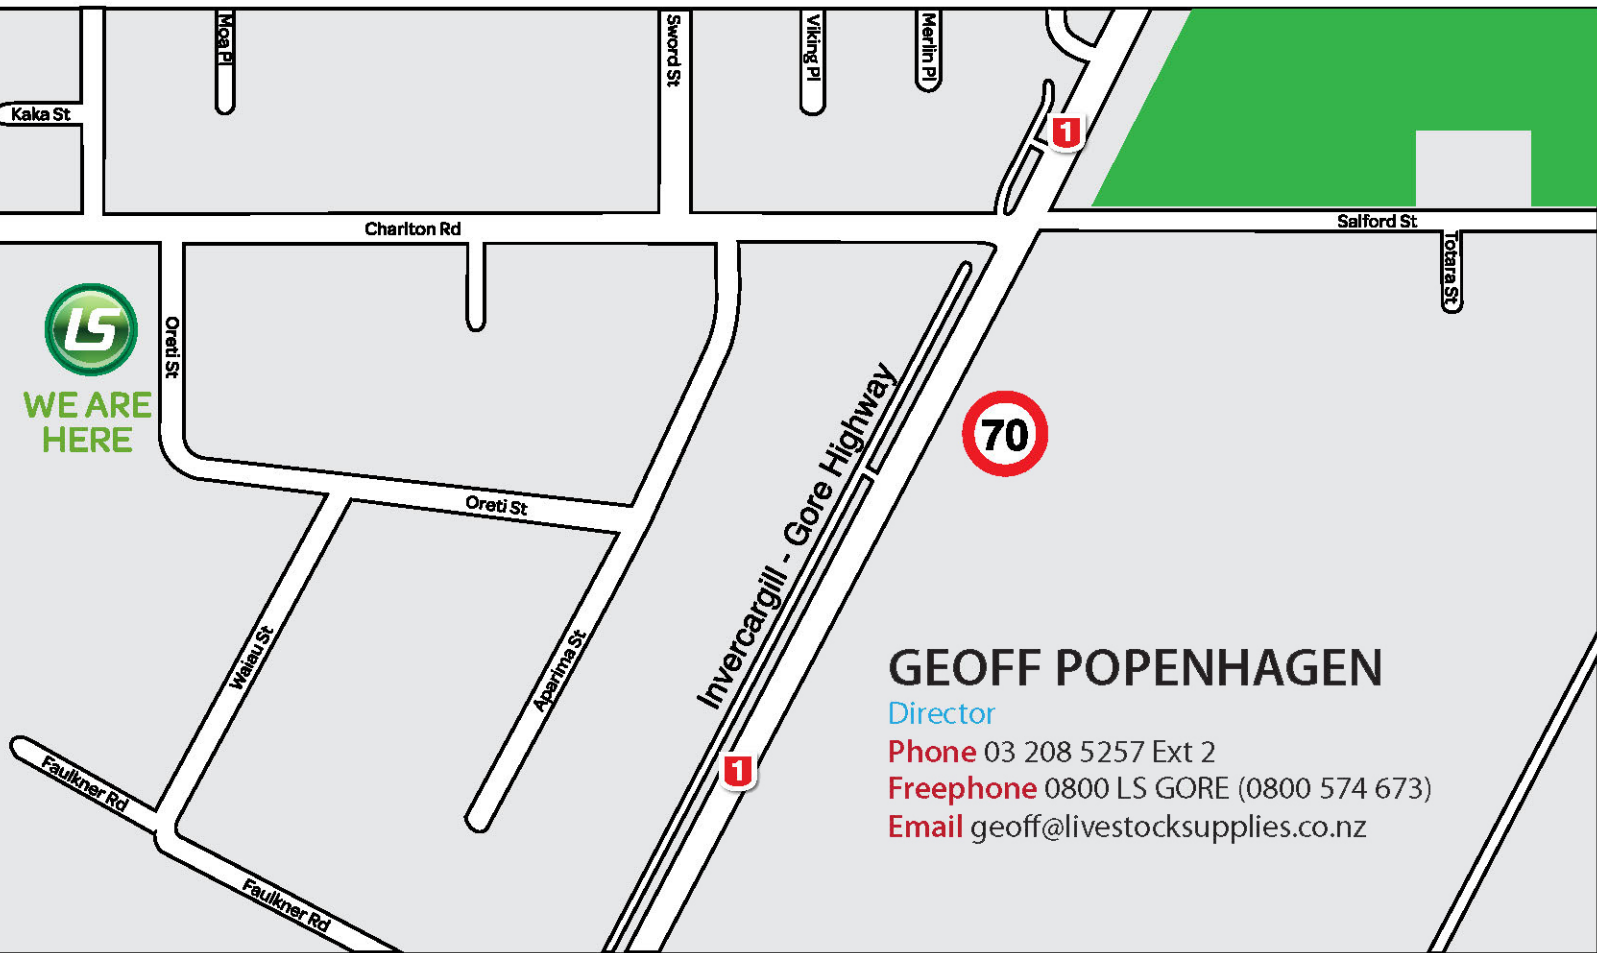 Moa Pl
Sword St
Viking Pl
Merlin Pl
Kaka St
1
Charlton Rd
Salford St
Totara St
LS
WE ARE
HERE
Oreti St
70
Invercargill - Gore Highway
Oreti St
Waiau St
Aparima St
GEOFF POPENHAGEN
Director
Phone 03 208 5257 Ext 2
Freephone 0800 LS GORE (0800 574 673)
Email geoff@livestocksupplies.co.nz
1
Faulkner Rd
Faulkner Rd